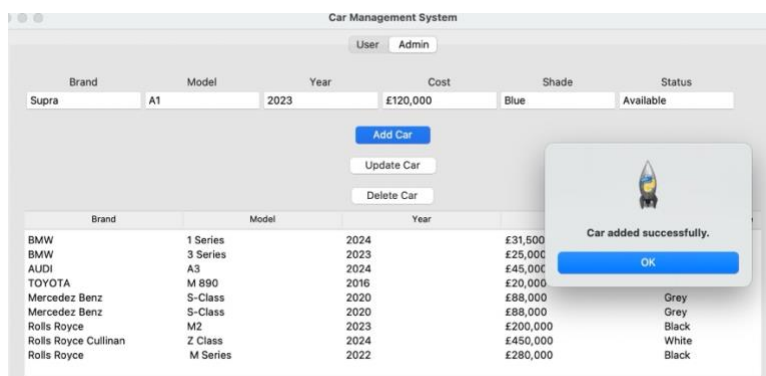 Car Management System
User Admin
Brand Model Year Cost Shade Status
Supra A1 2023 £120,000 Blue Available
Add Car
Update Car
Delete Car
Brand Model Year
BMW 1 Series 2024 £31,500
BMW 3 Series 2023 £25,000
AUDI A3 2024 £45,000
TOYOTA M 890 2016 £20,000
Mercedez Benz S-Class 2020 £88,000 Grey
Mercedez Benz S-Class 2020 £88,000 Grey
Rolls Royce M2 2023 £200,000 Black
Rolls Royce Cullinan Z Class 2024 £450,000 White
Rolls Royce M Series 2022 £280,000 Black
Car added successfully.
OK